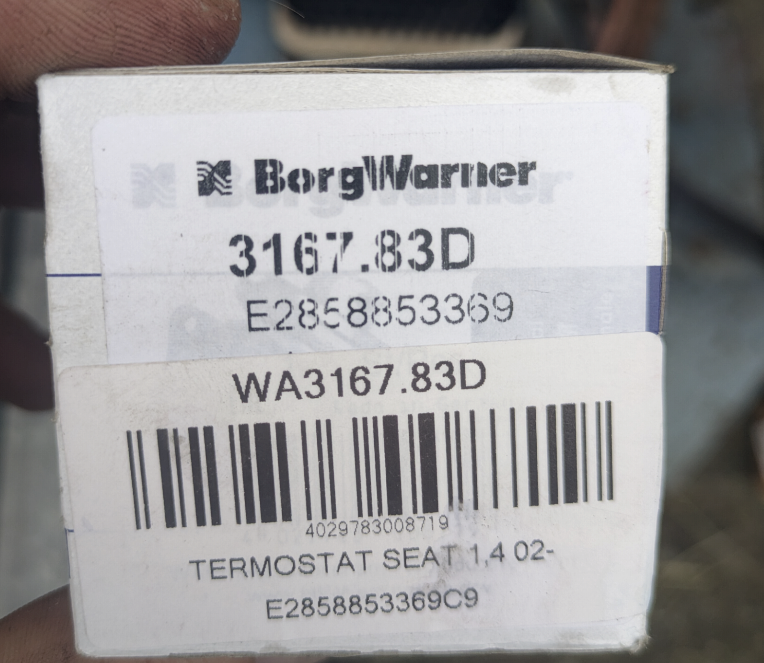 BorgWarner
3167.83D
E2858853369
WA3167.83D
4029783008719
TERMOSTAT SEAT 1,4 02-
E2858853369C9